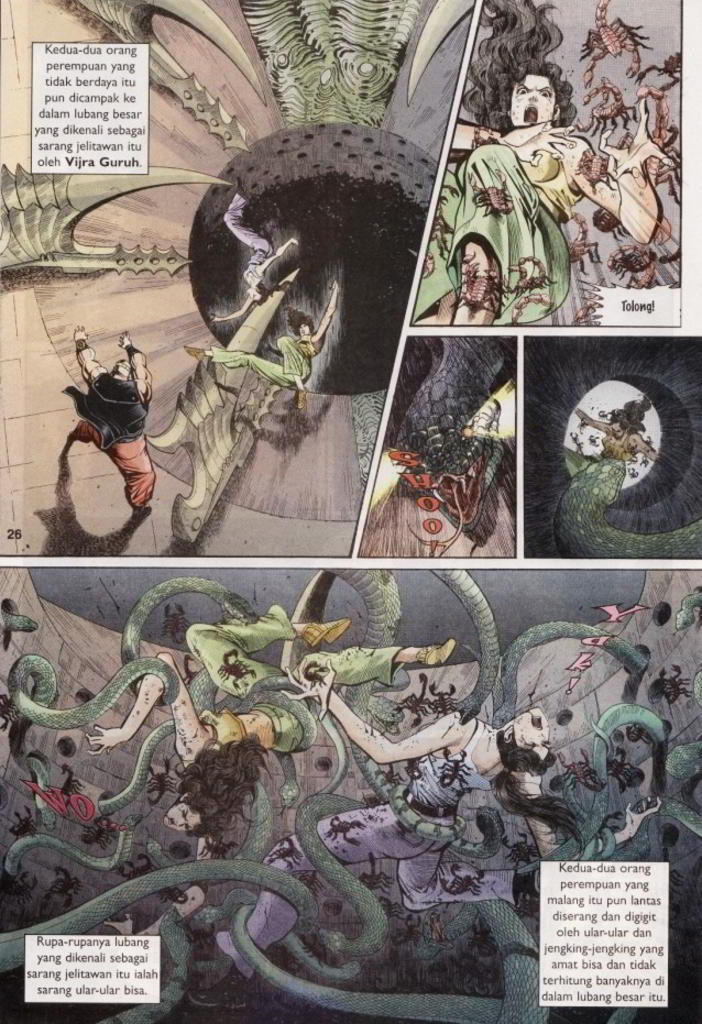 Kedua-dua orang
perempuan yang
tidak berdaya itu
pun dicampak ke
dalam lubang besar
yang dikenali sebagai
sarang jelitawan itu
oleh Vijra Guruh.
Tolong!
26
Rupa-rupanya lubang
yang dikenali sebagai
sarang jelitawan itu ialah
sarang ular-ular bisa.
Kedua-dua orang
perempuan yang
malang itu pun lantas
diserang dan digigit
oleh ular-ular dan
jengking-jengking yang
amat bisa dan tidak
terhitung banyaknya di
dalam lubang besar itu.